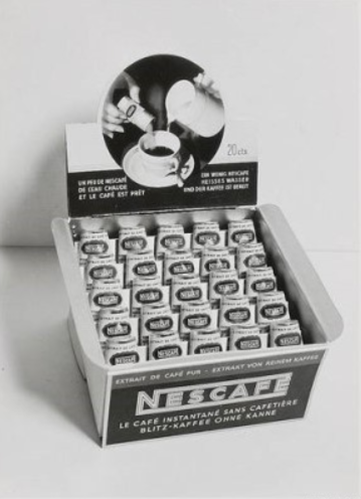 20 cts.
UN PEU DE NESCAFÉ
DE L'EAU CHAUDE
ET LE CAFÉ EST PRÊT
EIN WENIG NESCAFÉ
HEISSES WASSER
UND DER KAFFEE IST BEREIT
EXTRAIT DE CAFÉ PUR - EXTRAKT VON REINEM KAFFEE
NESCAFÉ
LE CAFÉ INSTANTANÉ SANS CAFETIÈRE
BLITZ-KAFFEE OHNE KANNE